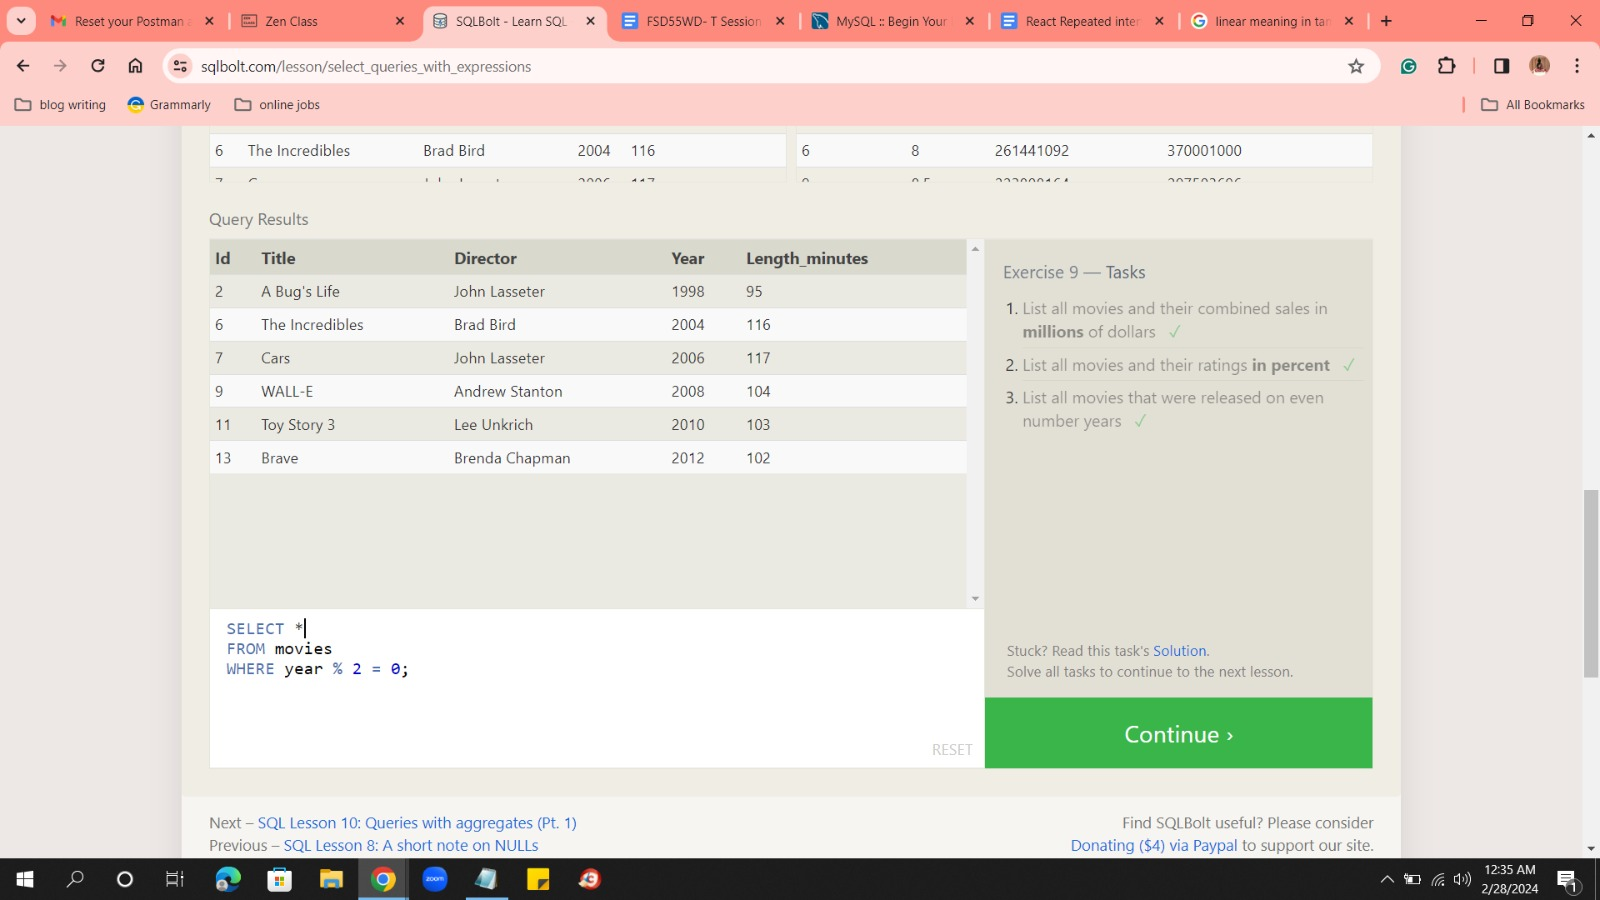 Reset your Postman
Zen Class
SQLBolt - Learn SQL
FSD55WD- T Session
MySQL :: Begin Your
React Repeated inter
linear meaning in tan
sqlbolt.com/lesson/select_queries_with_expressions
blog writing
Grammarly
online jobs
All Bookmarks
6 The Incredibles Brad Bird 2004 116
6 8 261441092 370001000
Query Results
Id Title Director Year Length_minutes
2 A Bug's Life John Lasseter 1998 95
6 The Incredibles Brad Bird 2004 116
7 Cars John Lasseter 2006 117
9 WALL-E Andrew Stanton 2008 104
11 Toy Story 3 Lee Unkrich 2010 103
13 Brave Brenda Chapman 2012 102
Exercise 9 — Tasks
1. List all movies and their combined sales in
millions of dollars ✓
2. List all movies and their ratings in percent ✓
3. List all movies that were released on even
number years ✓
Stuck? Read this task's Solution.
Solve all tasks to continue to the next lesson.
SELECT *
FROM movies
WHERE year % 2 = 0;
RESET
Continue ›
Next – SQL Lesson 10: Queries with aggregates (Pt. 1)
Previous – SQL Lesson 8: A short note on NULLs
Find SQLBolt useful? Please consider
Donating ($4) via Paypal to support our site.
zoom
12:35 AM
2/28/2024
1